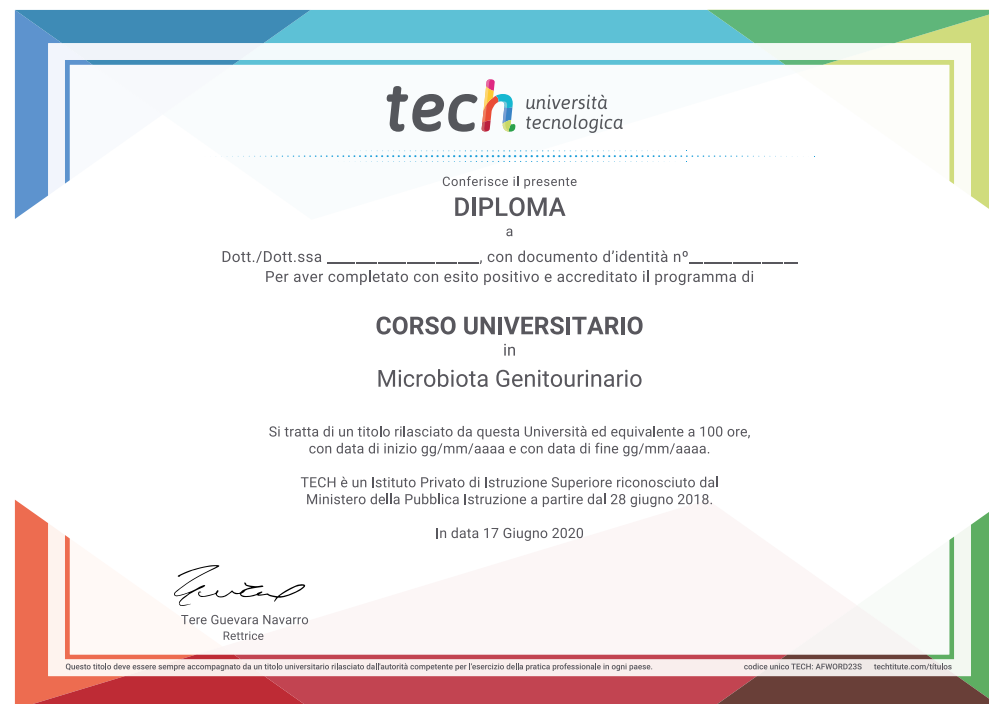 tech università
tecnologica
Conferisce il presente
DIPLOMA
a
Dott./Dott.ssa ____________________, con documento d'identità nº______________
Per aver completato con esito positivo e accreditato il programma di
CORSO UNIVERSITARIO
in
Microbiota Genitourinario
Si tratta di un titolo rilasciato da questa Università ed equivalente a 100 ore,
con data di inizio gg/mm/aaaa e con data di fine gg/mm/aaaa.
TECH è un Istituto Privato di Istruzione Superiore riconosciuto dal
Ministero della Pubblica Istruzione a partire dal 28 giugno 2018.
In data 17 Giugno 2020
Tere Guevara Navarro
Rettrice
Questo titolo deve essere sempre accompagnato da un titolo universitario rilasciato dall'autorità competente per l'esercizio della pratica professionale in ogni paese. codice unico TECH: AFWORD23S techtitute.com/titulos